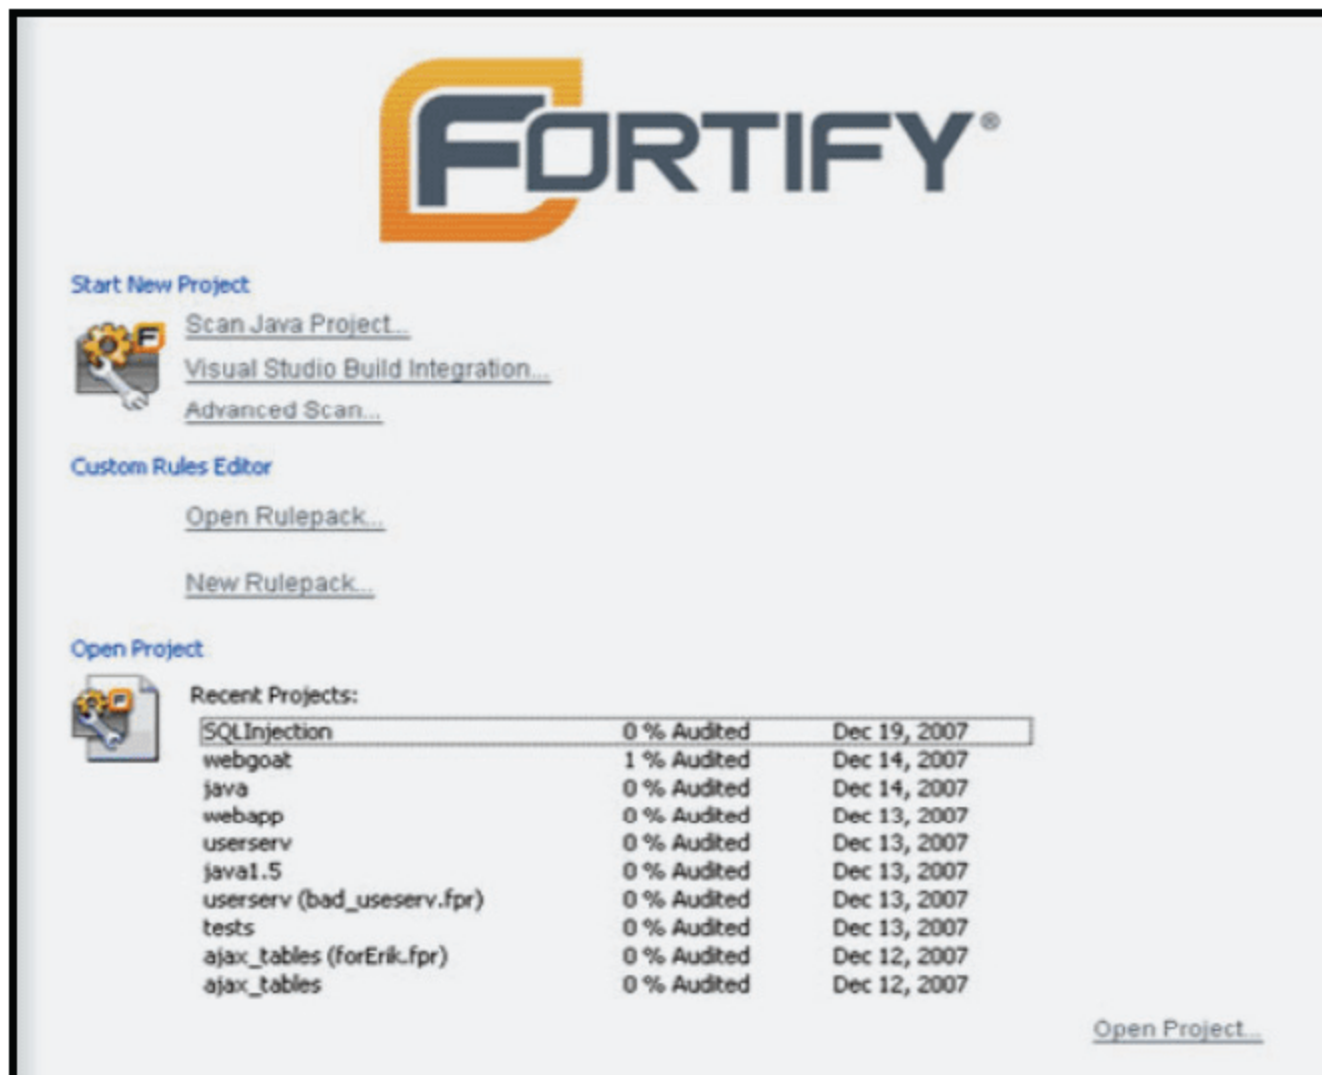 FORTIFY®
Start New Project
Scan Java Project...
Visual Studio Build Integration...
Advanced Scan...
Custom Rules Editor
Open Rulepack...
New Rulepack...
Open Project
Recent Projects:
SQLInjection 0 % Audited Dec 19, 2007
webgoat 1 % Audited Dec 14, 2007
java 0 % Audited Dec 14, 2007
webapp 0 % Audited Dec 13, 2007
userserv 0 % Audited Dec 13, 2007
java1.5 0 % Audited Dec 13, 2007
userserv (bad_useserv.fpr) 0 % Audited Dec 13, 2007
tests 0 % Audited Dec 13, 2007
ajax_tables (forErik.fpr) 0 % Audited Dec 12, 2007
ajax_tables 0 % Audited Dec 12, 2007
Open Project...